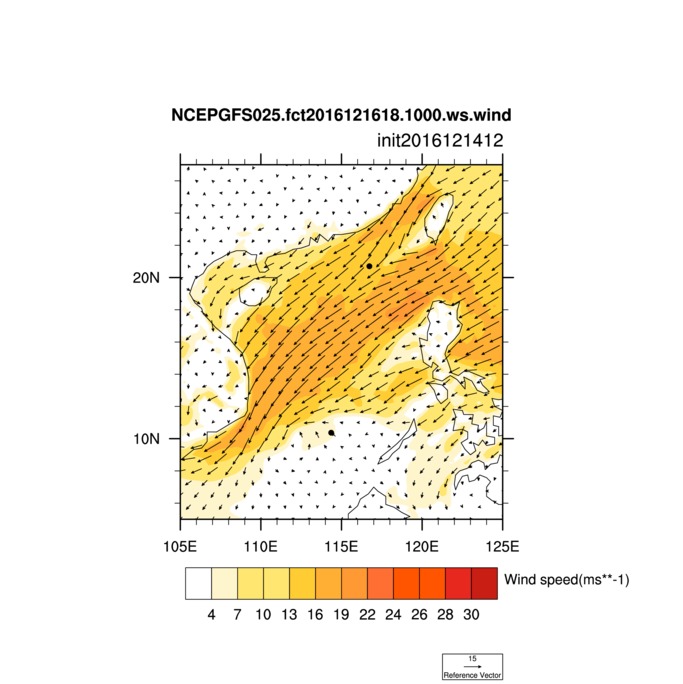 NCEPGFS025.fct2016121618.1000.ws.wind
init2016121412
20N
10N
105E 110E 115E 120E 125E
Wind speed(ms**-1)
4 7 10 13 16 19 22 24 26 28 30
15
Reference Vector